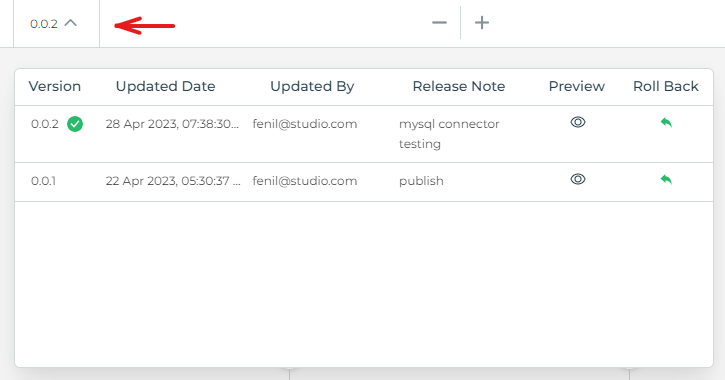 0.0.2
Version Updated Date Updated By Release Note Preview Roll Back
0.0.2 28 Apr 2023, 07:38:30... fenil@studio.com mysql connector
testing
0.0.1 22 Apr 2023, 05:30:37 ... fenil@studio.com publish